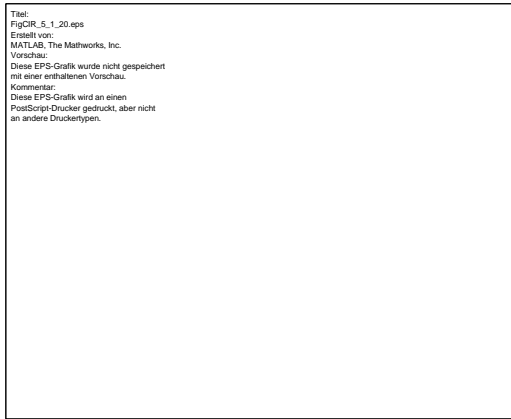 Titel:
FigCIR_5_1_20.eps
Erstellt von:
MATLAB, The Mathworks, Inc.
Vorschau:
Diese EPS-Grafik wurde nicht gespeichert
mit einer enthaltenen Vorschau.
Kommentar:
Diese EPS-Grafik wird an einen
PostScript-Drucker gedruckt, aber nicht
an andere Druckertypen.